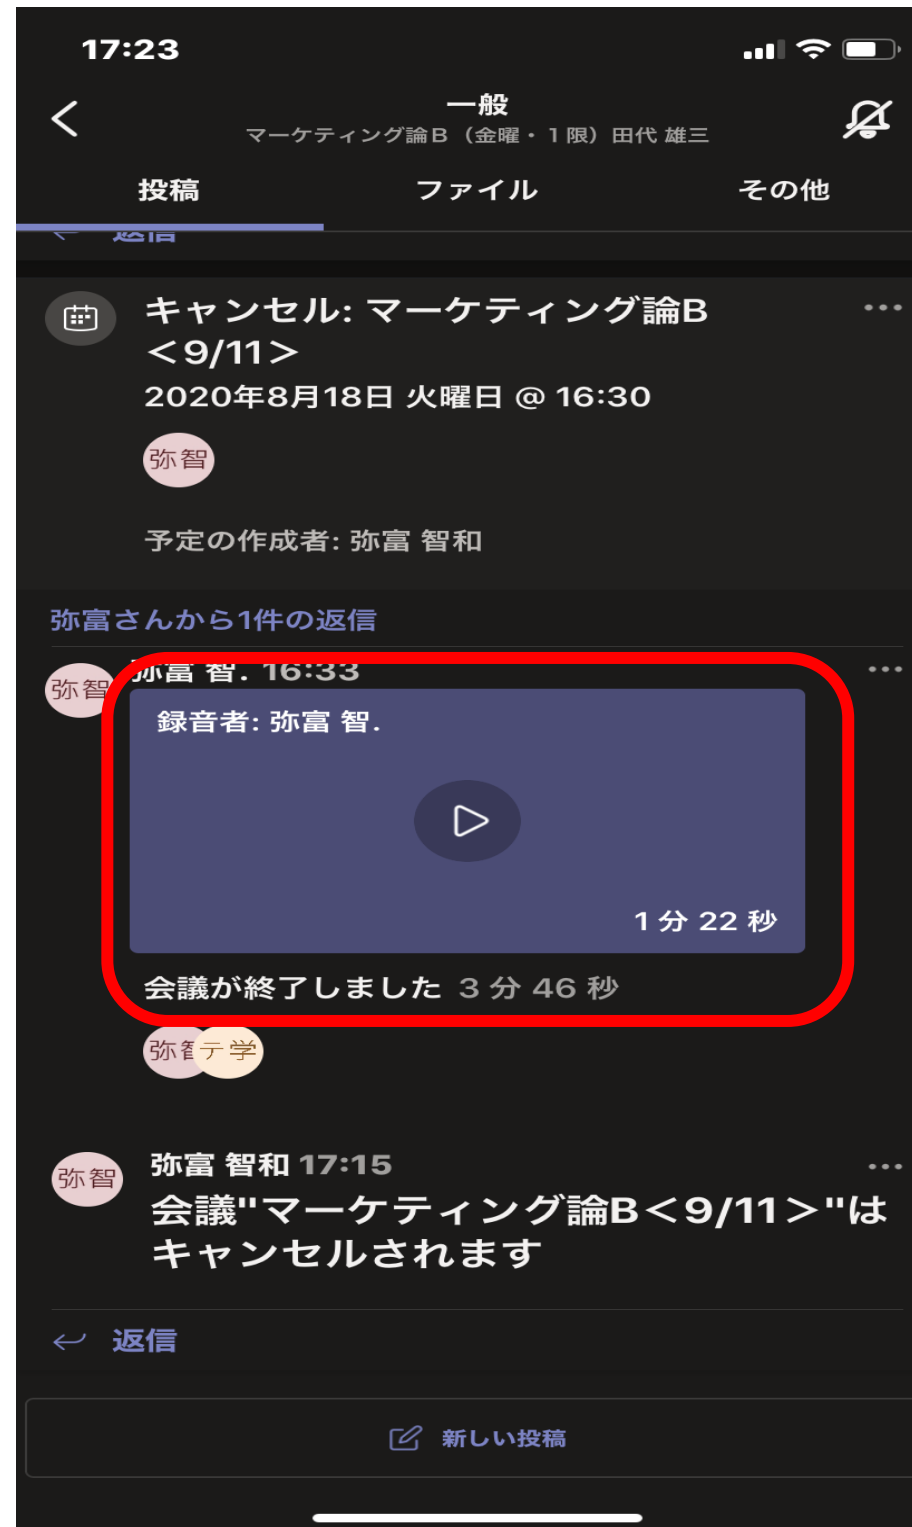 17:23
一般
マーケティング論B（金曜・1限）田代 雄三
投稿 ファイル その他
返信
キャンセル: マーケティング論B
＜9/11＞
2020年8月18日 火曜日 @ 16:30
弥智
予定の作成者: 弥富 智和
弥富さんから1件の返信
弥智
弥富 智. 16:33
録音者: 弥富 智.
1 分 22 秒
会議が終了しました 3 分 46 秒
弥智 テ学
弥智
弥富 智和 17:15
会議"マーケティング論B＜9/11＞"は
キャンセルされます
返信
新しい投稿